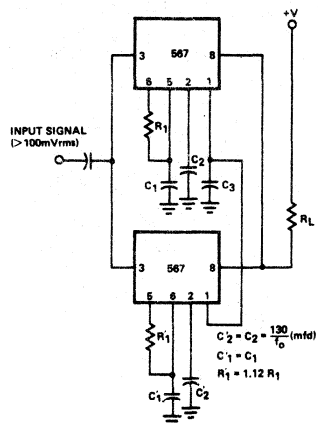 +V
3
567
8
6 5 2 1
R1
INPUT SIGNAL
(>100mVrms)
C1
C2
C3
RL
3
567
8
5 6 2 1
R'1
C'1
C'2
C'2 = C2 = 130/fo (mfd)
C'1 = C1
R'1 = 1.12 R1